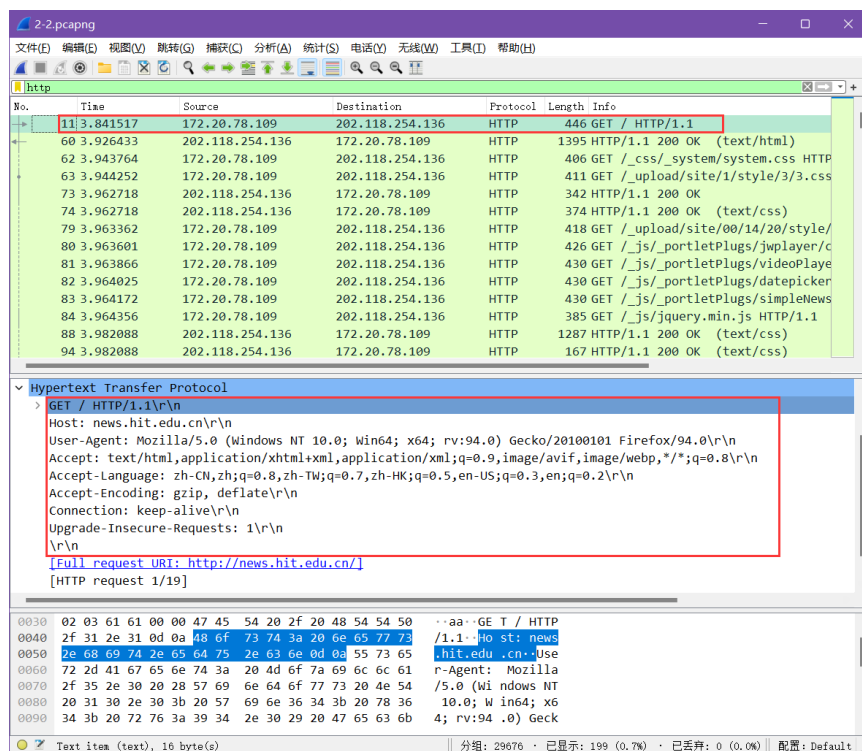 2-2.pcapng
文件(F) 编辑(E) 视图(V) 跳转(G) 捕获(C) 分析(A) 统计(S) 电话(Y) 无线(W) 工具(T) 帮助(H)
http
No. Time Source Destination Protocol Length Info
11 3.841517 172.20.78.109 202.118.254.136 HTTP 446 GET / HTTP/1.1
60 3.926433 202.118.254.136 172.20.78.109 HTTP 1395 HTTP/1.1 200 OK (text/html)
62 3.943764 172.20.78.109 202.118.254.136 HTTP 406 GET /_css/_system/system.css HTTP
63 3.944252 172.20.78.109 202.118.254.136 HTTP 411 GET /_upload/site/1/style/3/3.css
73 3.962718 202.118.254.136 172.20.78.109 HTTP 342 HTTP/1.1 200 OK
74 3.962718 202.118.254.136 172.20.78.109 HTTP 374 HTTP/1.1 200 OK (text/css)
79 3.963362 172.20.78.109 202.118.254.136 HTTP 418 GET /_upload/site/00/14/20/style/
80 3.963601 172.20.78.109 202.118.254.136 HTTP 426 GET /_js/_portletPlugs/jwplayer/c
81 3.963866 172.20.78.109 202.118.254.136 HTTP 430 GET /_js/_portletPlugs/videoPlaye
82 3.964025 172.20.78.109 202.118.254.136 HTTP 430 GET /_js/_portletPlugs/datepicker
83 3.964172 172.20.78.109 202.118.254.136 HTTP 430 GET /_js/_portletPlugs/simpleNews
84 3.964356 172.20.78.109 202.118.254.136 HTTP 385 GET /_js/jquery.min.js HTTP/1.1
88 3.982088 202.118.254.136 172.20.78.109 HTTP 1287 HTTP/1.1 200 OK (text/css)
94 3.982088 202.118.254.136 172.20.78.109 HTTP 167 HTTP/1.1 200 OK (text/css)
Hypertext Transfer Protocol
GET / HTTP/1.1\r\n
Host: news.hit.edu.cn\r\n
User-Agent: Mozilla/5.0 (Windows NT 10.0; Win64; x64; rv:94.0) Gecko/20100101 Firefox/94.0\r\n
Accept: text/html,application/xhtml+xml,application/xml;q=0.9,image/avif,image/webp,*/*;q=0.8\r\n
Accept-Language: zh-CN,zh;q=0.8,zh-TW;q=0.7,zh-HK;q=0.5,en-US;q=0.3,en;q=0.2\r\n
Accept-Encoding: gzip, deflate\r\n
Connection: keep-alive\r\n
Upgrade-Insecure-Requests: 1\r\n
\r\n
[Full request URI: http://news.hit.edu.cn/]
[HTTP request 1/19]
0030 02 03 61 61 00 00 47 45 54 20 2f 20 48 54 54 50 ··aa··GE T / HTTP
0040 2f 31 2e 31 0d 0a 48 6f 73 74 3a 20 6e 65 77 73 /1.1··Ho st: news
0050 2e 68 69 74 2e 65 64 75 2e 63 6e 0d 0a 55 73 65 .hit.edu .cn··Use
0060 72 2d 41 67 65 6e 74 3a 20 4d 6f 7a 69 6c 6c 61 r-Agent: Mozilla
0070 2f 35 2e 30 20 28 57 69 6e 64 6f 77 73 20 4e 54 /5.0 (Wi ndows NT
0080 20 31 30 2e 30 3b 20 57 69 6e 36 34 3b 20 78 36 10.0; W in64; x6
0090 34 3b 20 72 76 3a 39 34 2e 30 29 20 47 65 63 6b 4; rv:94 .0) Geck
Text item (text), 16 byte(s) 分组: 29676 · 已显示: 199 (0.7%) · 已丢弃: 0 (0.0%) 配置: Default